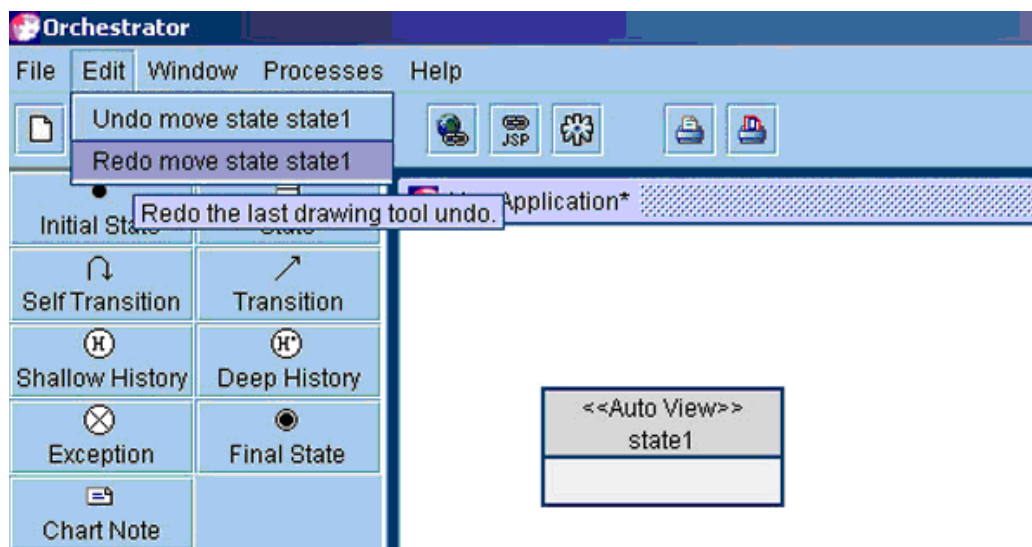 Orchestrator
File Edit Window Processes Help
Undo move state state1
JSP
Redo move state state1
Redo the last drawing tool undo.
Application*
Initial State
State
Self Transition Transition
H H*
Shallow History Deep History
<<Auto View>>
state1
Exception Final State
Chart Note